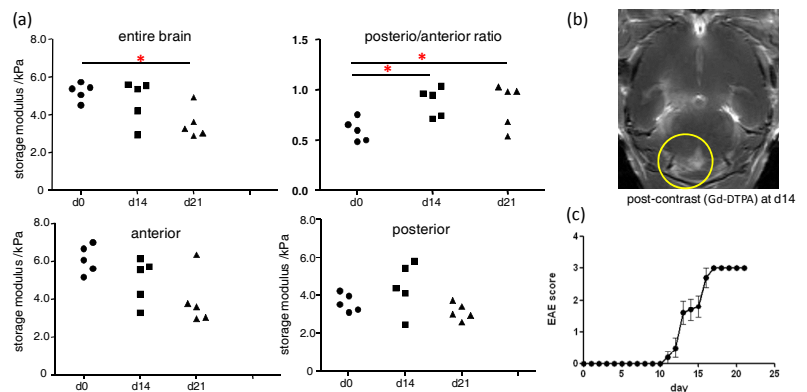 (a)
entire brain
storage modulus /kPa
8.0
6.0
4.0
2.0
0.0
*
d0
d14
d21
posterio/anterior ratio
storage modulus /kPa
1.5
1.0
0.5
0.0
*
*
d0
d14
d21
anterior
storage modulus /kPa
8.0
6.0
4.0
2.0
0.0
d0
d14
d21
posterior
storage modulus /kPa
8.0
6.0
4.0
2.0
0.0
d0
d14
d21
(b)
post-contrast (Gd-DTPA) at d14
(c)
EAE score
4
3
2
1
0
0
5
10
15
20
25
day